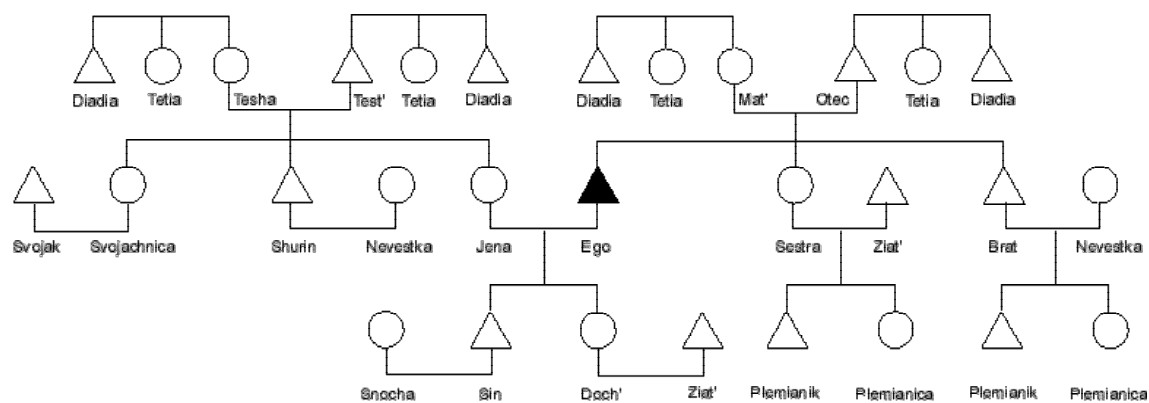 Diadia Tetia Tesha Test' Tetia Diadia Diadia Tetia Mat' Otec Tetia Diadia
Svojak Svojachnica Shurin Nevestka Jena Ego Sestra Ziat' Brat Nevestka
Snocha Sin Doch' Ziat' Plemianik Plemianica Plemianik Plemianica